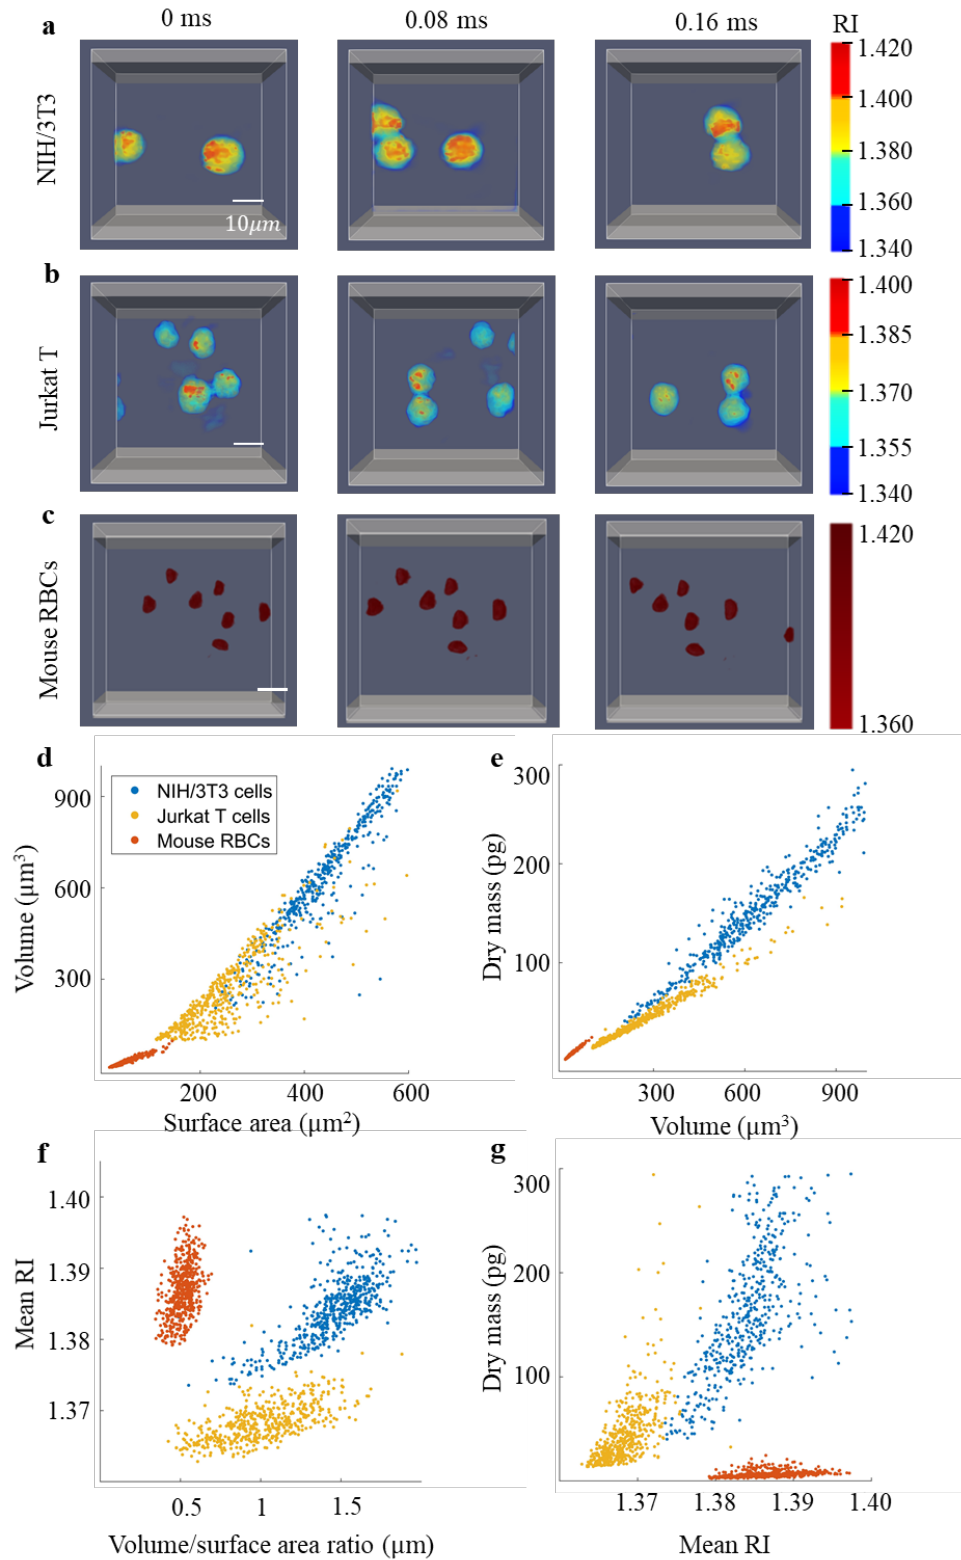 a
0 ms
0.08 ms
0.16 ms
RI
NIH/3T3
10μm
1.420
1.400
1.380
1.360
1.340
b
Jurkat T
1.400
1.385
1.370
1.355
1.340
c
Mouse RBCs
1.420
1.360
d
NIH/3T3 cells
Jurkat T cells
Mouse RBCs
Volume (μm³)
900
600
300
200
400
600
Surface area (μm²)
e
Dry mass (pg)
300
200
100
300
600
900
Volume (μm³)
f
Mean RI
1.40
1.39
1.38
1.37
0.5
1
1.5
Volume/surface area ratio (μm)
g
Dry mass (pg)
300
200
100
1.37
1.38
1.39
1.40
Mean RI